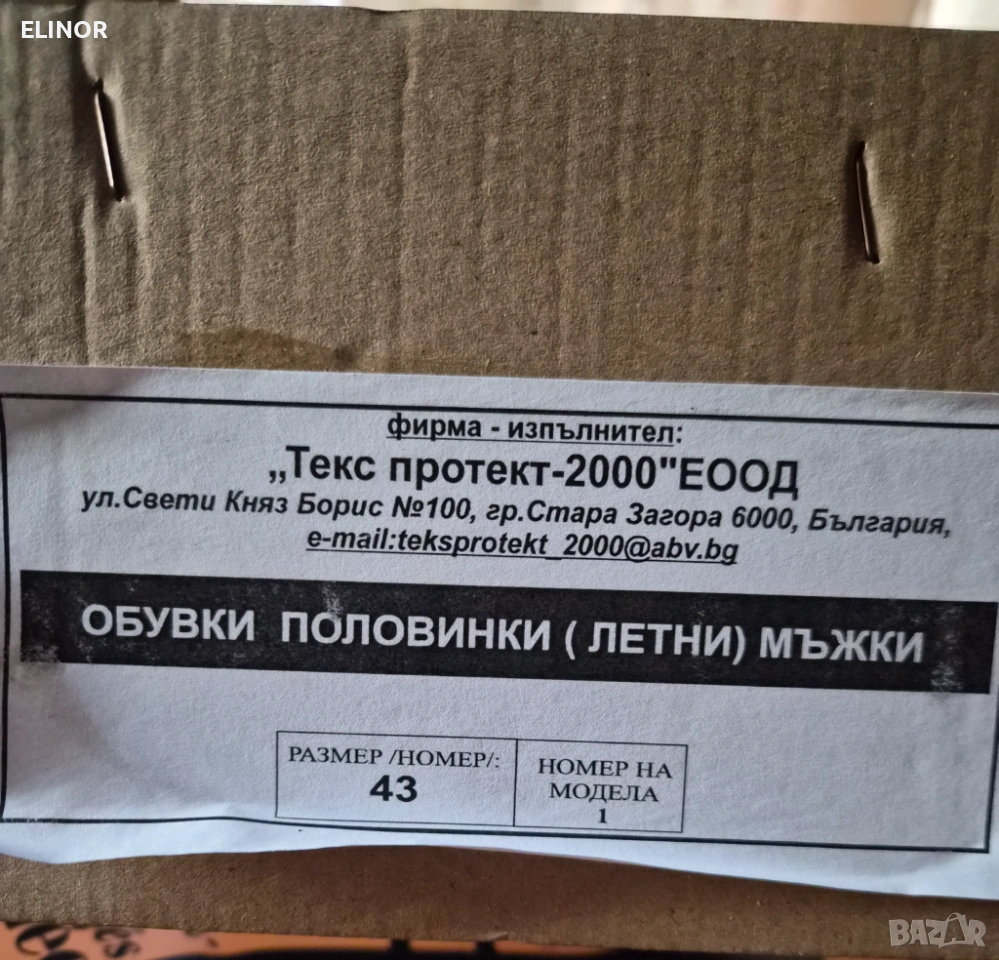 ELINOR
фирма - изпълнител:
„Текс протект-2000"ЕООД
ул.Свети Княз Борис №100, гр.Стара Загора 6000, България,
e-mail:teksprotekt_2000@abv.bg
ОБУВКИ ПОЛОВИНКИ ( ЛЕТНИ) МЪЖКИ
РАЗМЕР /НОМЕР/:
43
НОМЕР НА
МОДЕЛА
1
BAZAR